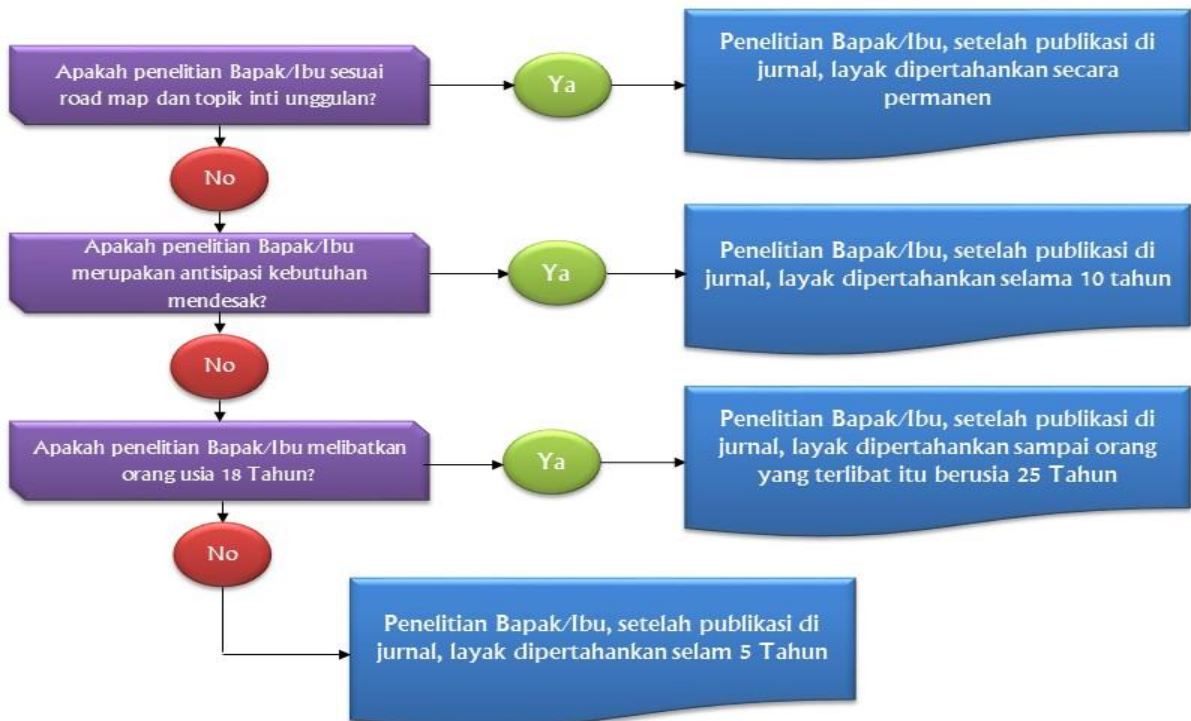 Apakah penelitian Bapak/Ibu sesuai
road map dan topik inti unggulan?
Ya
Penelitian Bapak/Ibu, setelah publikasi di
jurnal, layak dipertahankan secara
permanen
No
Apakah penelitian Bapak/Ibu
merupakan antisipasi kebutuhan
mendesak?
Ya
Penelitian Bapak/Ibu, setelah publikasi di
jurnal, layak dipertahankan selama 10 tahun
No
Apakah penelitian Bapak/Ibu melibatkan
orang usia 18 Tahun?
Ya
Penelitian Bapak/Ibu, setelah publikasi di
jurnal, layak dipertahankan sampai orang
yang terlibat itu berusia 25 Tahun
No
Penelitian Bapak/Ibu, setelah publikasi di
jurnal, layak dipertahankan selam 5 Tahun